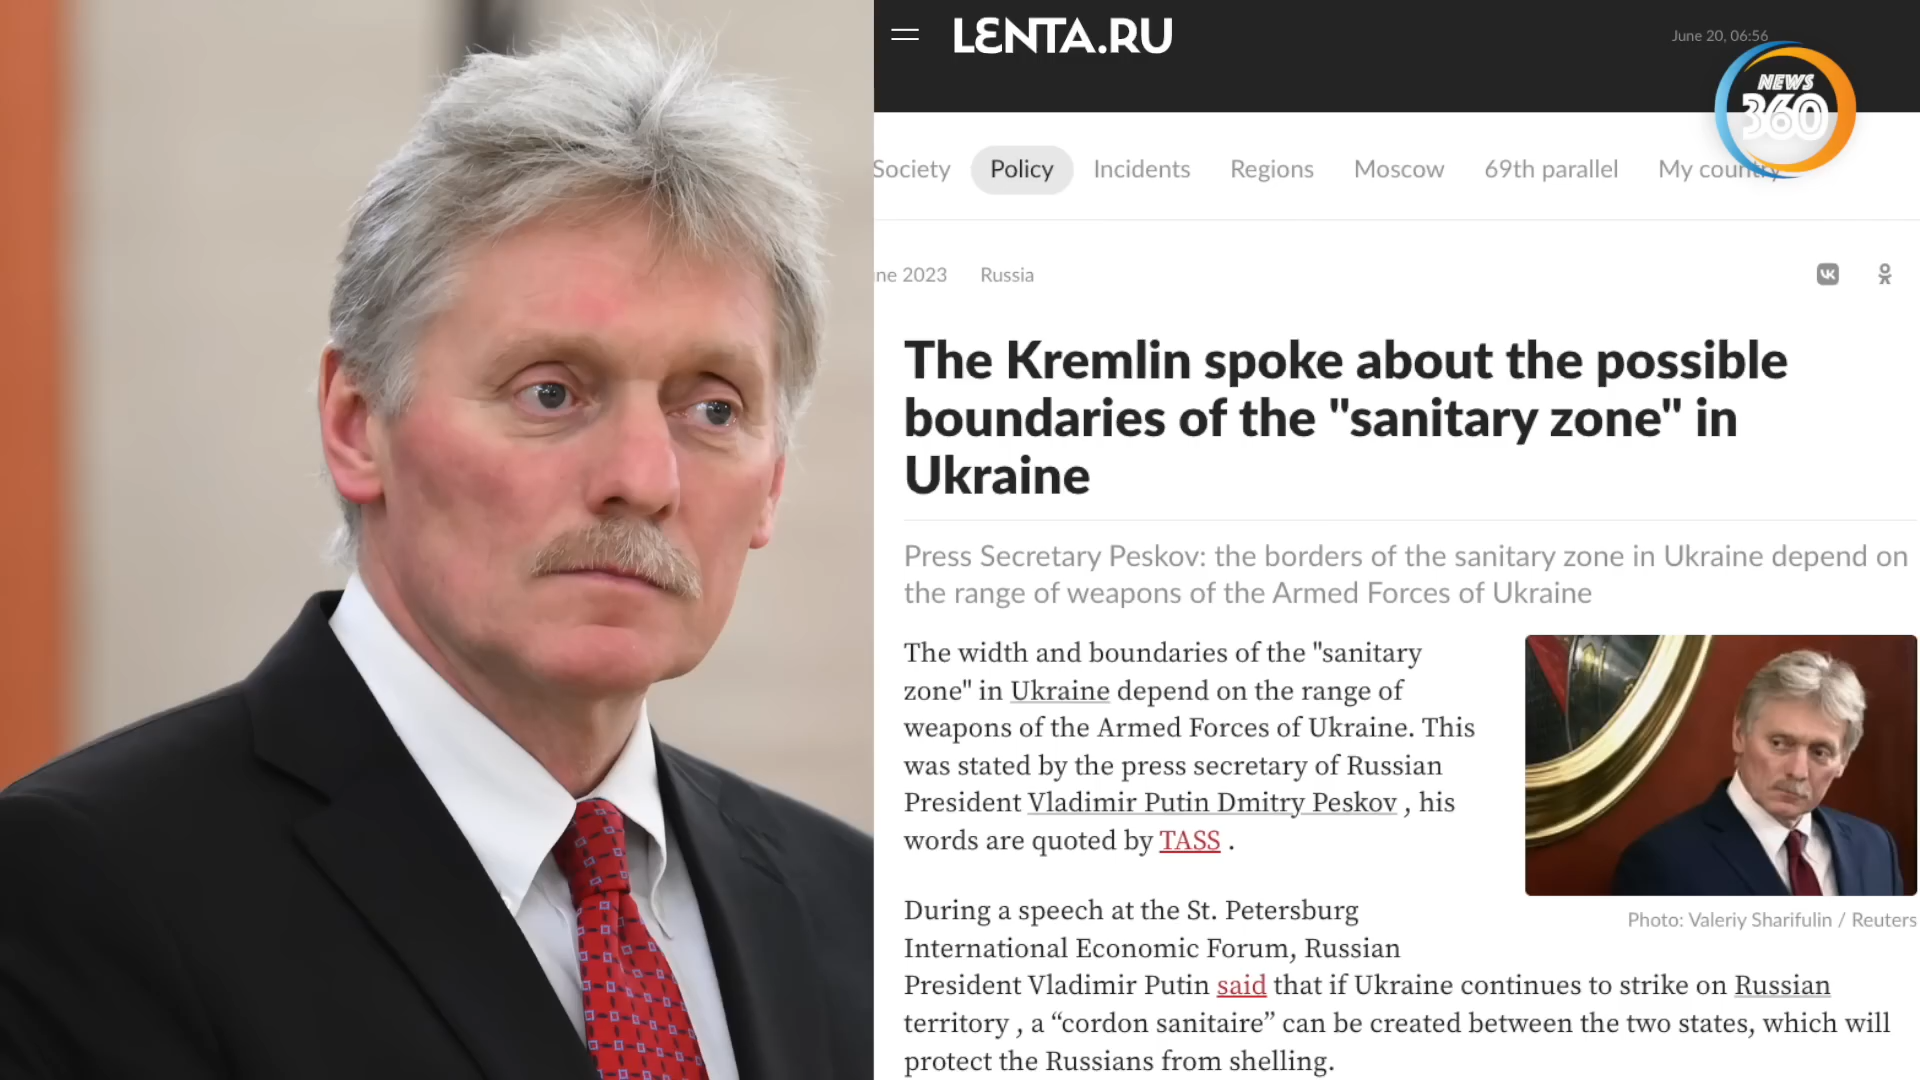 LENTA.RU
June 20, 06:56
NEWS
360
Society Policy Incidents Regions Moscow 69th parallel My country
2023 Russia
The Kremlin spoke about the possible
boundaries of the "sanitary zone" in
Ukraine
Press Secretary Peskov: the borders of the sanitary zone in Ukraine depend on
the range of weapons of the Armed Forces of Ukraine
The width and boundaries of the "sanitary
zone" in Ukraine depend on the range of
weapons of the Armed Forces of Ukraine. This
was stated by the press secretary of Russian
President Vladimir Putin Dmitry Peskov , his
words are quoted by TASS .
Photo: Valeriy Sharifulin / Reuters
During a speech at the St. Petersburg
International Economic Forum, Russian
President Vladimir Putin said that if Ukraine continues to strike on Russian
territory , a “cordon sanitaire” can be created between the two states, which will
protect the Russians from shelling.